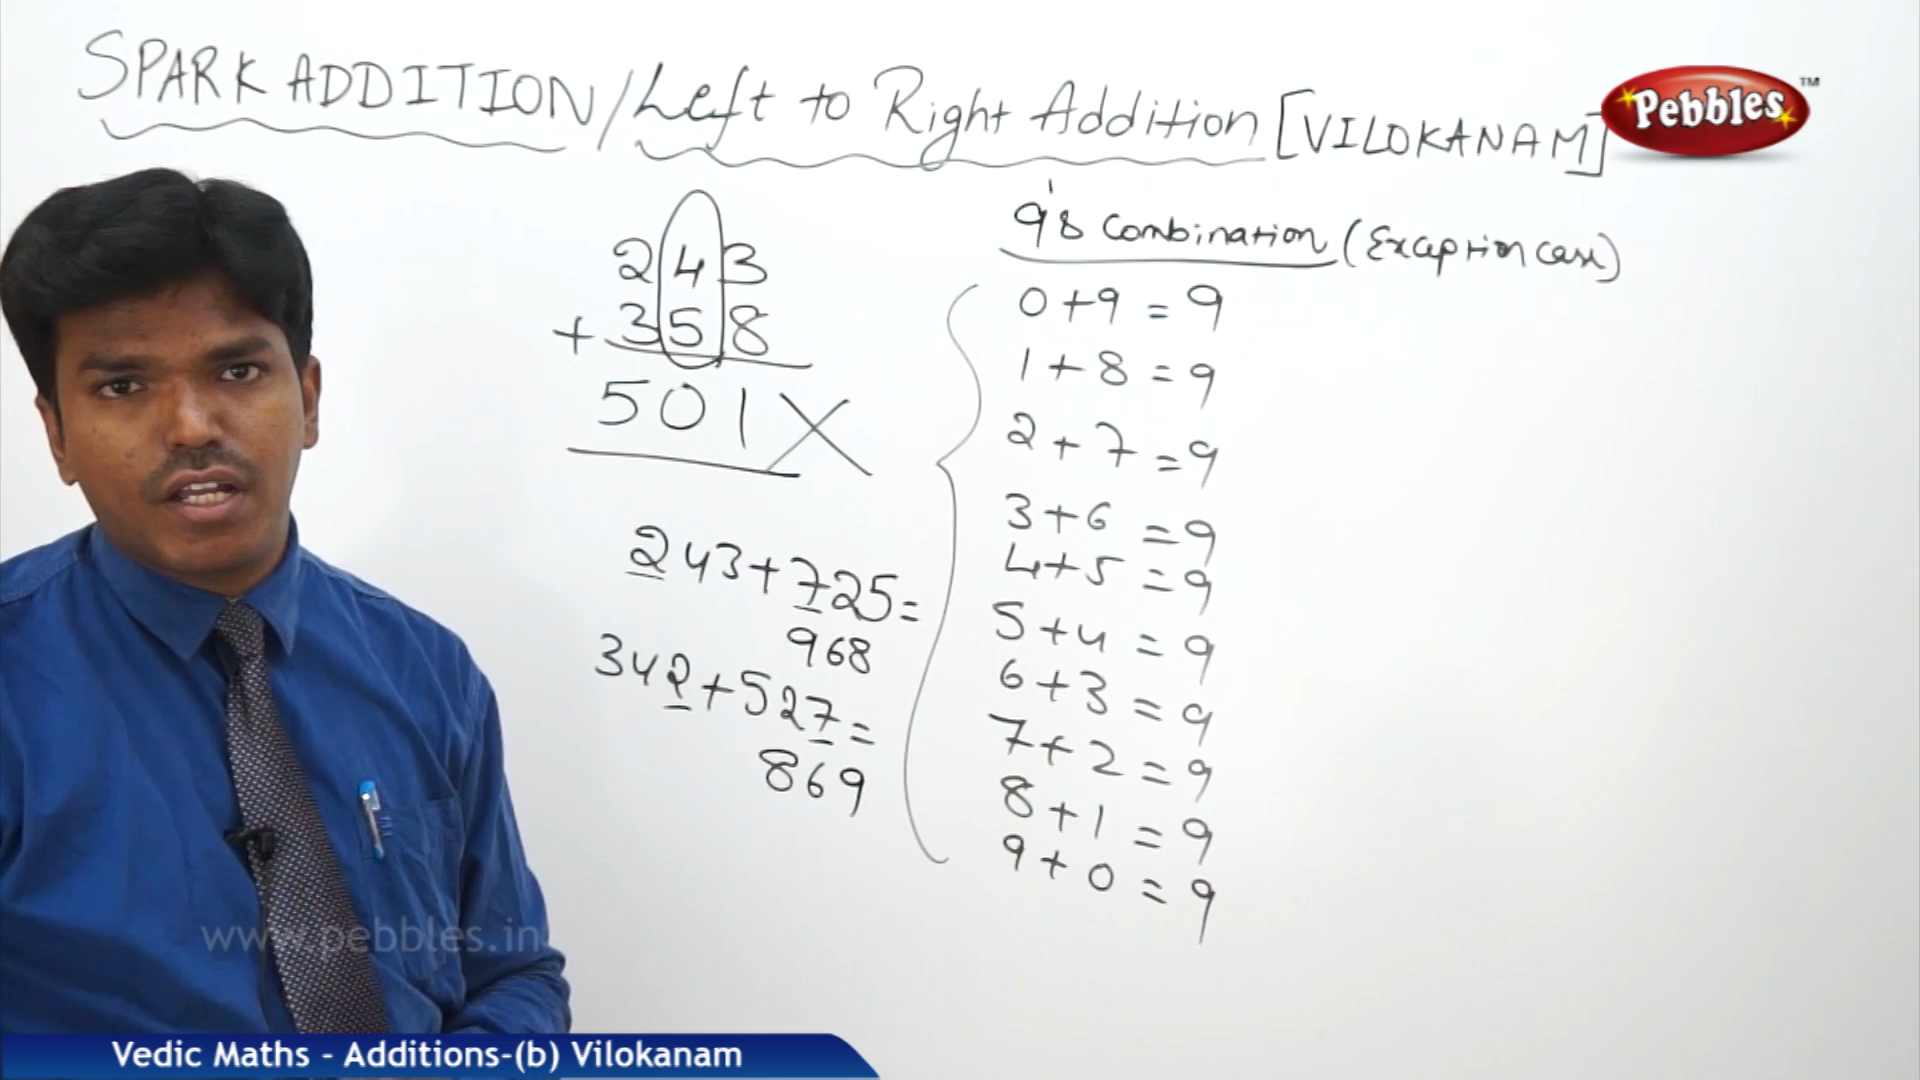 SPARK ADDITION / Left to Right Addition [VILOKANAM]
Pebbles™
243
+358
501X
243+725=
968
342+527=
869
9's Combination (Exception case)
0+9=9
1+8=9
2+7=9
3+6=9
4+5=9
5+4=9
6+3=9
7+2=9
8+1=9
9+0=9
www.pebbles.in
Vedic Maths - Additions-(b) Vilokanam